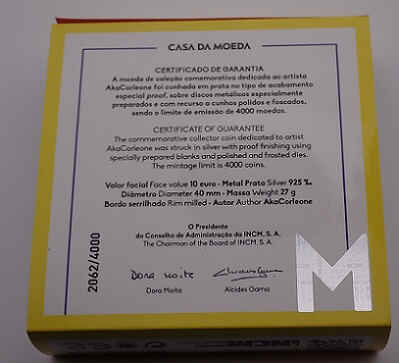 CASA DA MOEDA
CERTIFICADO DE GARANTIA
A moeda de seleção comemorativa dedicada ao artista
AkaCorleone foi cunhada em prata no tipo de acabamento
especial proof, sobre discos metálicos especialmente
preparados e com recurso a cunhos polidos e foscados,
sendo o limite de emissão de 4000 moedas.
CERTIFICATE OF GUARANTEE
The commemorative collector coin dedicated to artist
AkaCorleone was struck in silver with proof finishing using
specially prepared blanks and polished and frosted dies.
The mintage limit is 4000 coins.
Valor facial Face value 10 euro - Metal Prata Silver 925 ‰
Diâmetro Diameter 40 mm - Massa Weight 27 g
Bordo serrilhado Rim milled - Autor Author AkaCorleone
O Presidente
do Conselho de Administração da INCM, S. A.
The Chairman of the Board of INCM, S. A.
Dora Moita
Dora Moita Alcides Gama
2062/4000
M